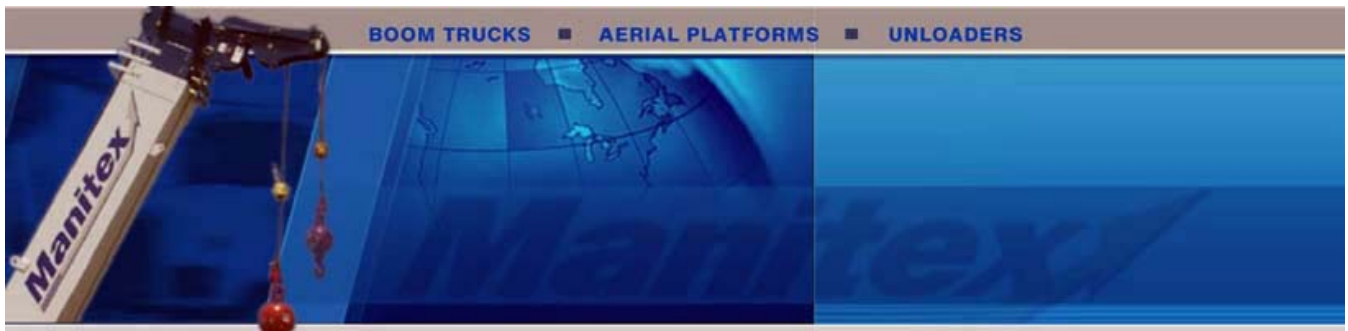 BOOM TRUCKS ■ AERIAL PLATFORMS ■ UNLOADERS
Manitex
Manitex